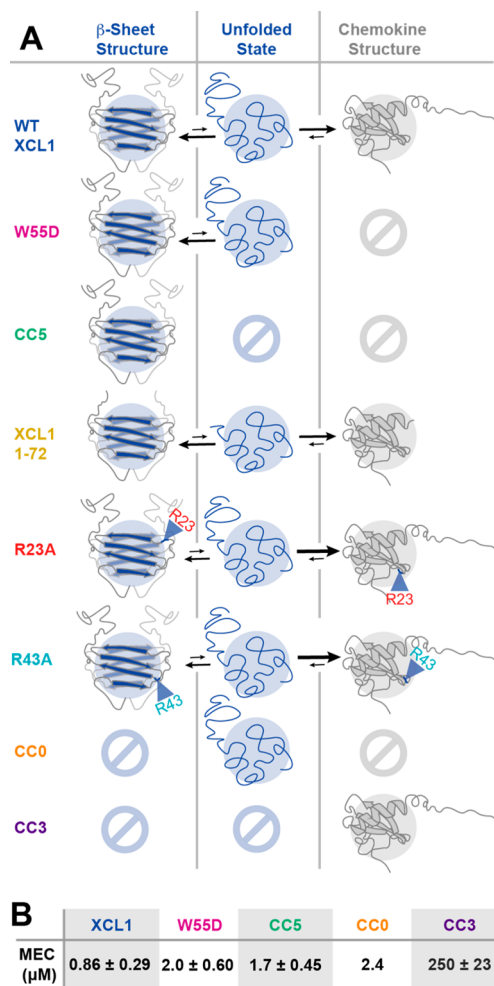 A
β-Sheet Structure
Unfolded State
Chemokine Structure
WT XCL1
W55D
CC5
XCL1 1-72
R23A
R23
R23
R43A
R43
R43
CC0
CC3
B
XCL1 W55D CC5 CC0 CC3
MEC (μM) 0.86 ± 0.29 2.0 ± 0.60 1.7 ± 0.45 2.4 250 ± 23